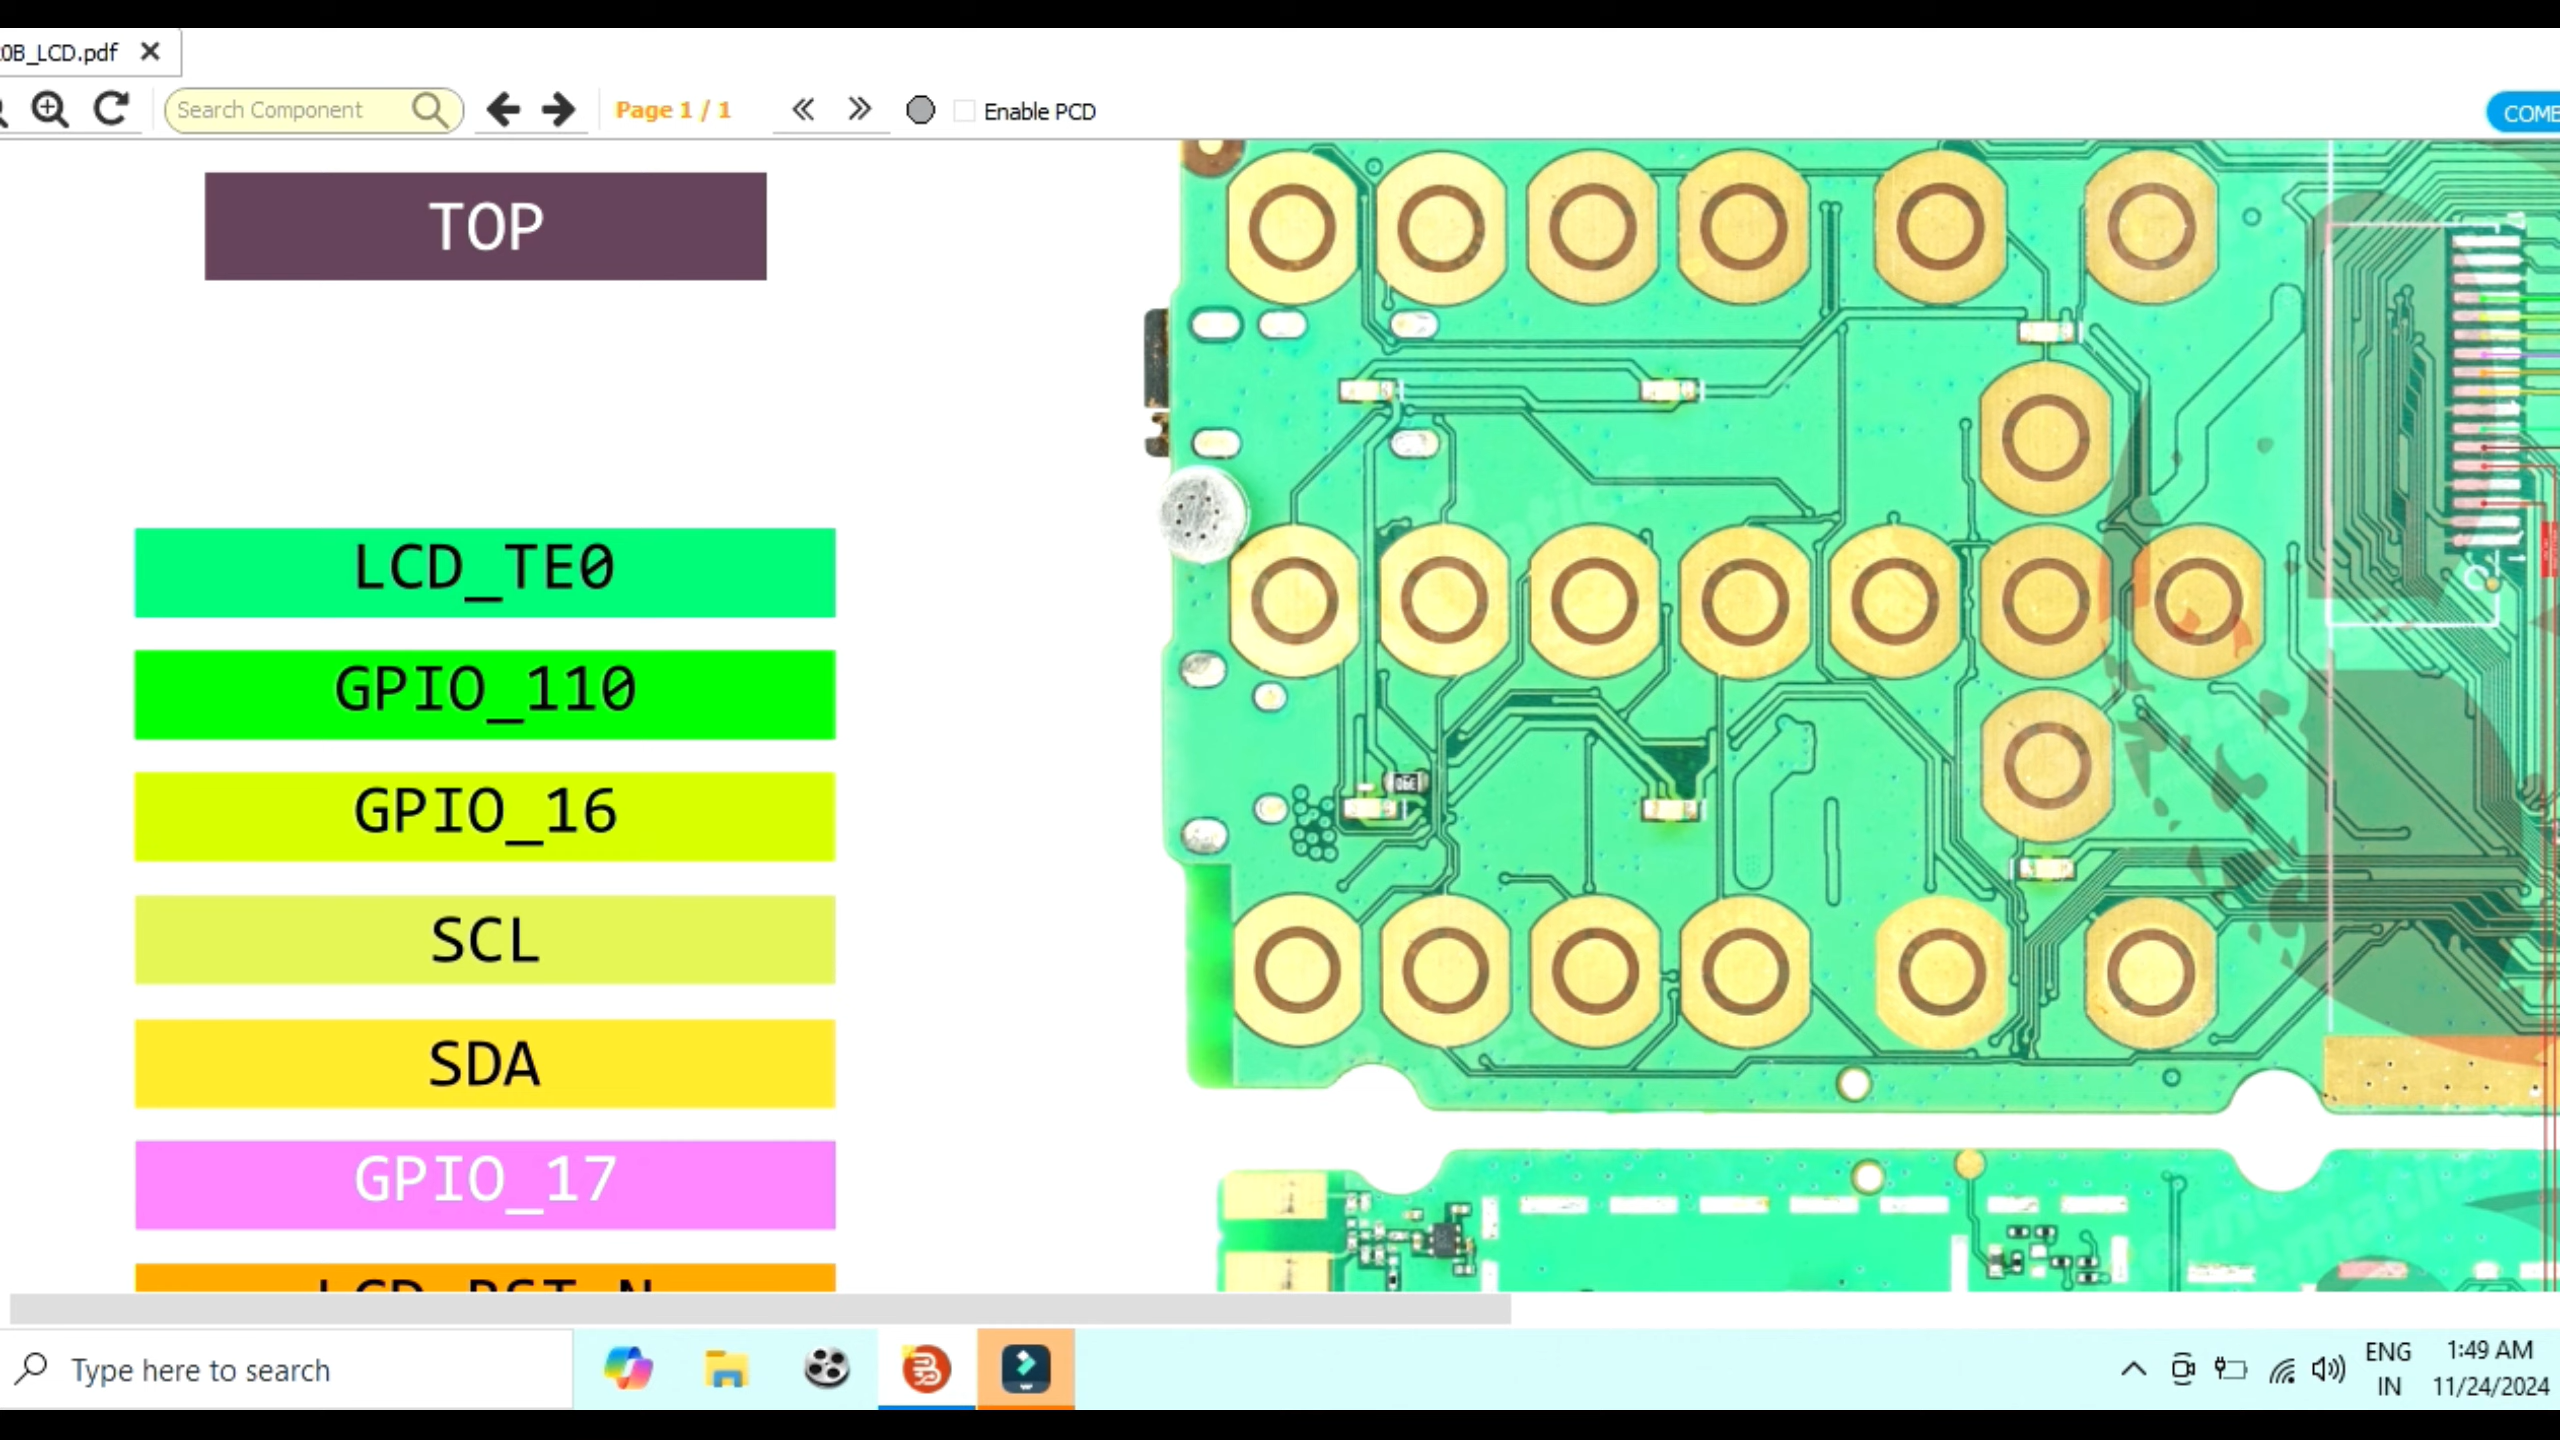 0B_LCD.pdf
Search Component
Page 1 / 1
Enable PCD
TOP
LCD_TE0
GPIO_110
GPIO_16
SCL
SDA
GPIO_17
LCD_RST_N
Type here to search
ENG
IN
1:49 AM
11/24/2024